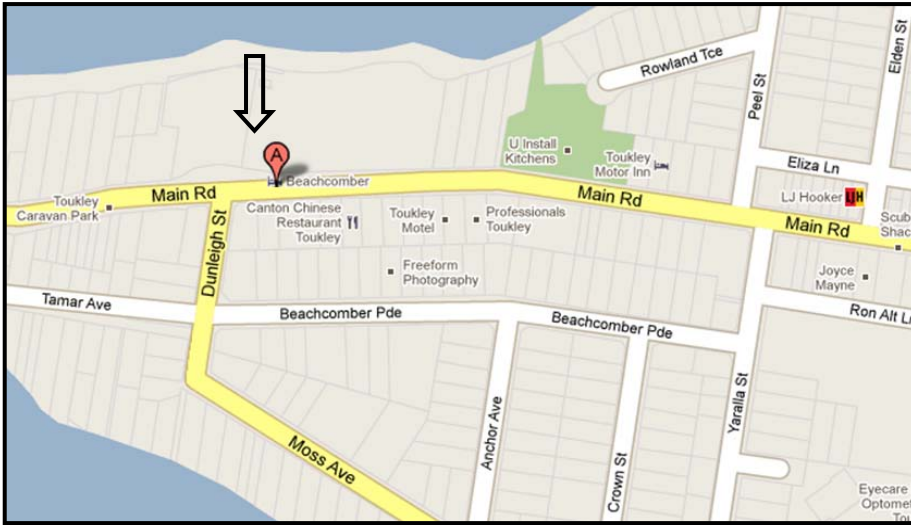 Elden St
Rowland Tce
Peel St
U Install
Kitchens
Toukley
Motor Inn
Eliza Ln
A
Beachcomber
Main Rd
Toukley
Caravan Park
Main Rd
LJ Hooker
LJH
Canton Chinese
Restaurant
Toukley
Toukley
Motel
Professionals
Toukley
Main Rd
Scub
Shac
Dunleigh St
Freeform
Photography
Joyce
Mayne
Tamar Ave
Beachcomber Pde
Beachcomber Pde
Ron Alt L
Anchor Ave
Yaralla St
Crown St
Moss Ave
Eyecare
Optomet
Tou